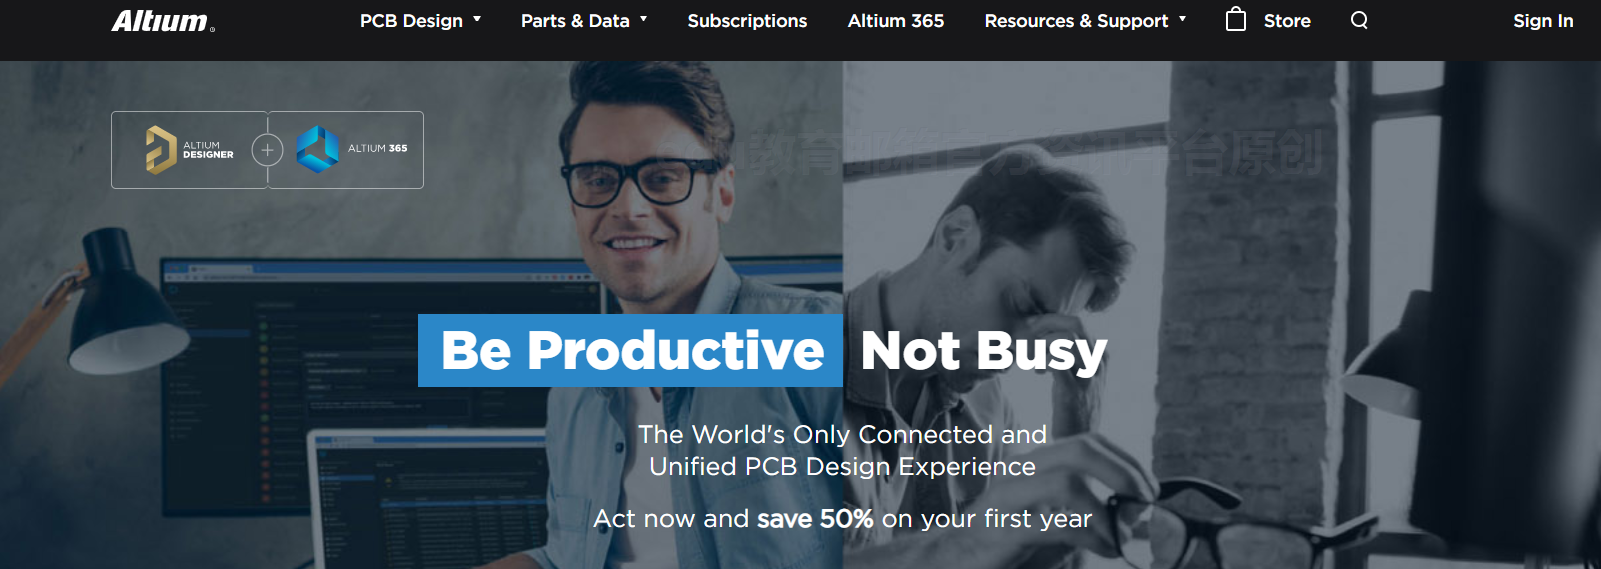 Altium
PCB Design
Parts & Data
Subscriptions
Altium 365
Resources & Support
Store
Sign In
ALTIUM
DESIGNER
ALTIUM 365
Be Productive Not Busy
The World's Only Connected and
Unified PCB Design Experience
Act now and save 50% on your first year